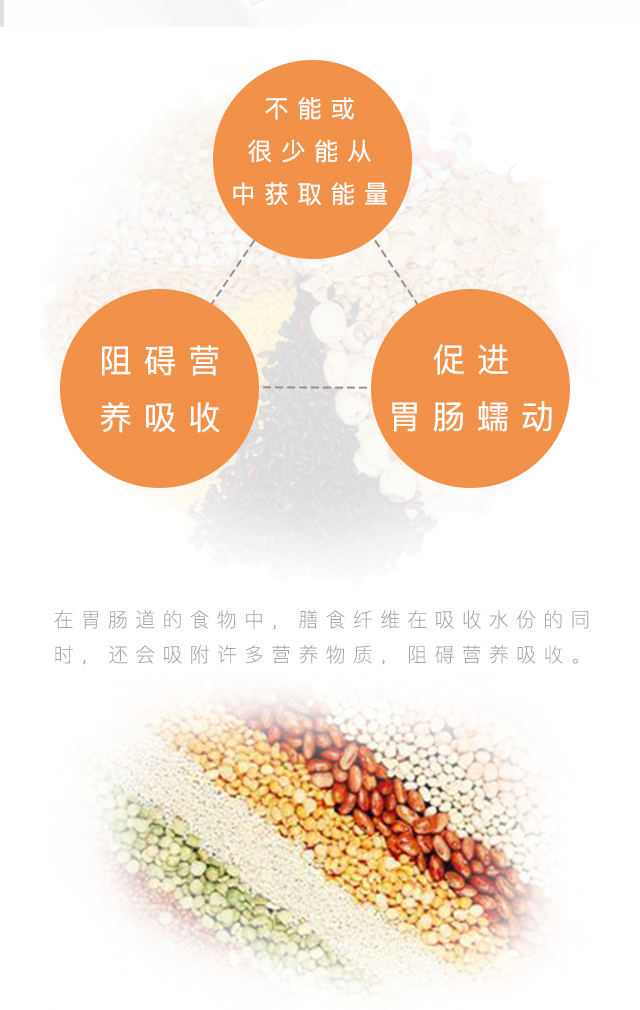 不能或
很少能从
中获取能量
阻碍营
养吸收
促进
胃肠蠕动
在胃肠道的食物中，膳食纤维在吸收水份的同
时，还会吸附许多营养物质，阻碍营养吸收。